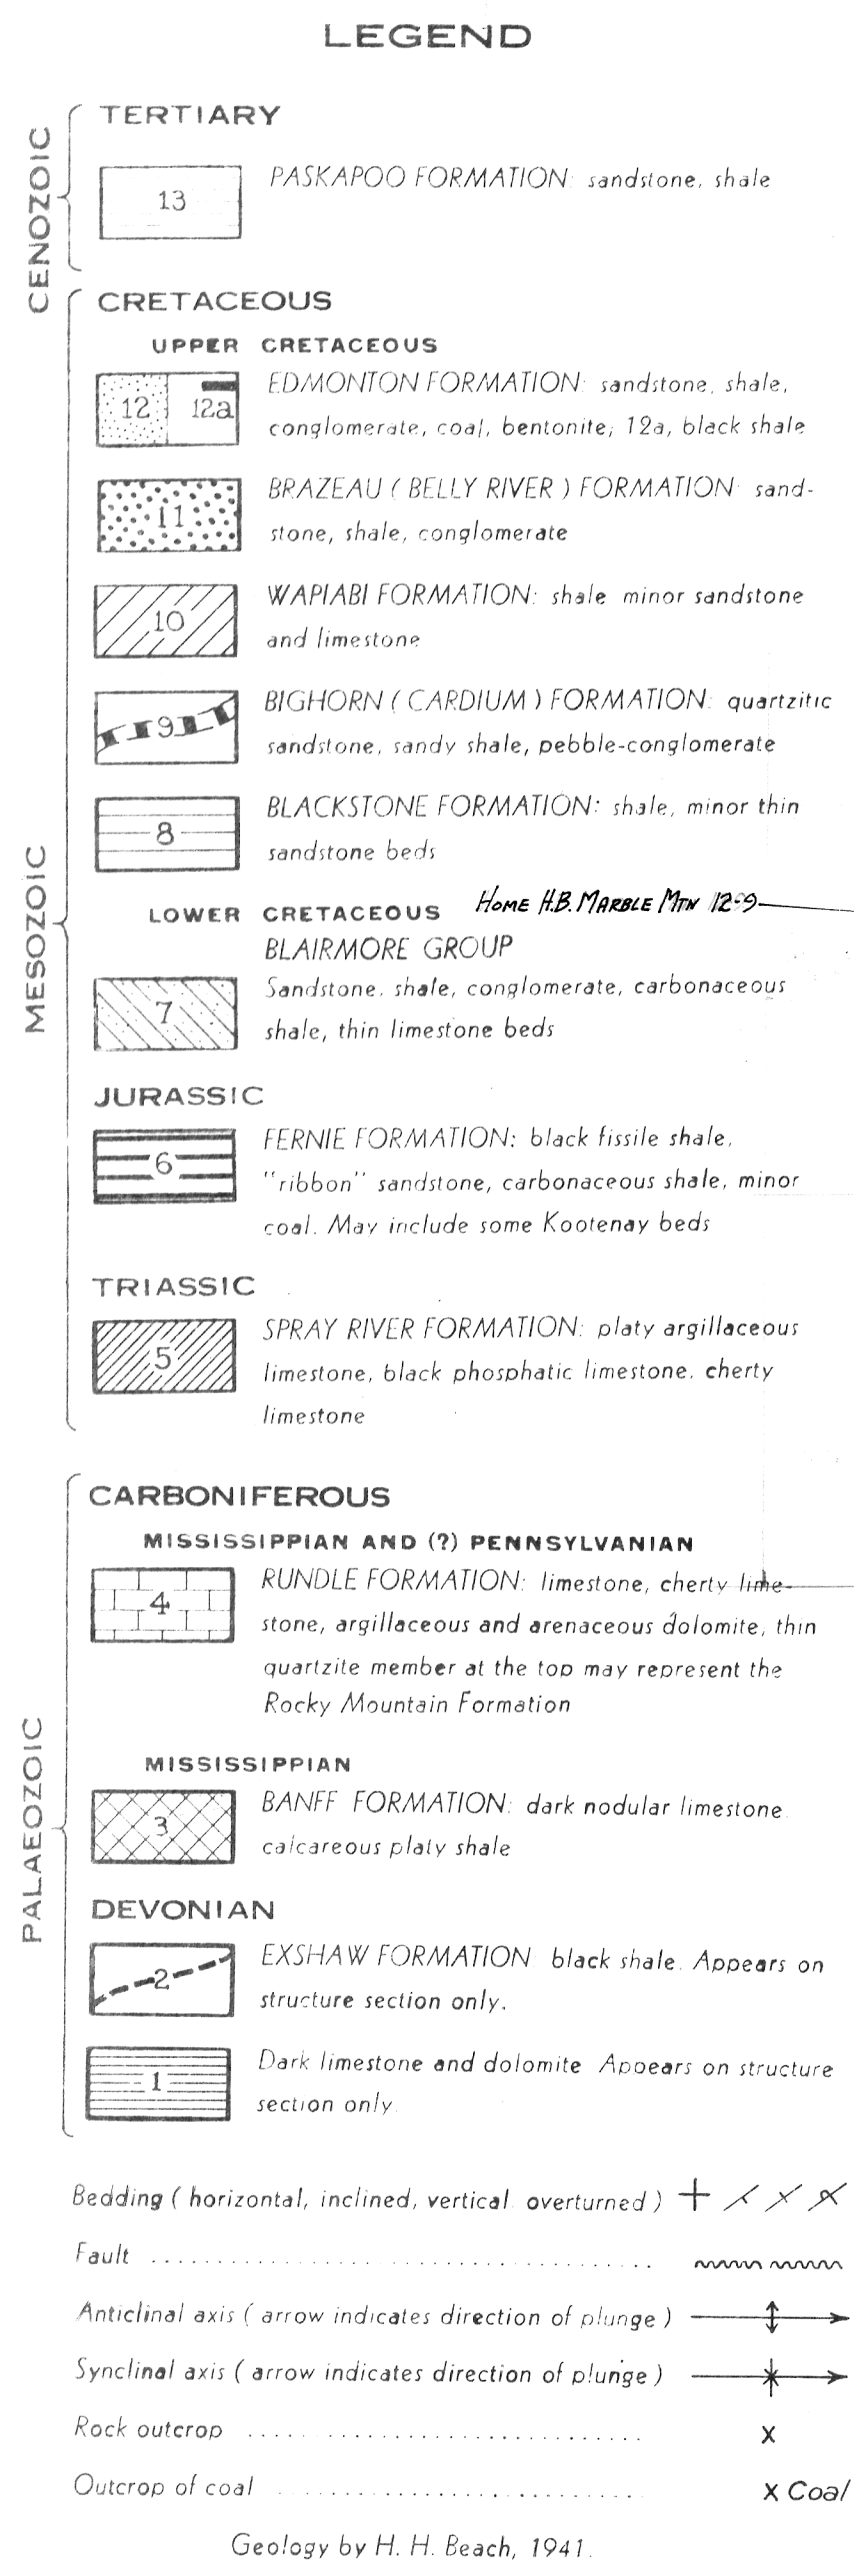 LEGEND
CENOZOIC
TERTIARY
13
PASKAPOO FORMATION: sandstone, shale
MESOZOIC
CRETACEOUS
UPPER CRETACEOUS
12 12a
EDMONTON FORMATION: sandstone, shale,
conglomerate, coal, bentonite; 12a, black shale
11
BRAZEAU ( BELLY RIVER ) FORMATION: sand-
stone, shale, conglomerate
10
WAPIABI FORMATION: shale minor sandstone
and limestone
9
BIGHORN ( CARDIUM ) FORMATION: quartzitic
sandstone, sandy shale, pebble-conglomerate
8
BLACKSTONE FORMATION: shale, minor thin
sandstone beds
HOME H.B. MARBLE MTN 12-9
LOWER CRETACEOUS
BLAIRMORE GROUP
7
Sandstone, shale, conglomerate, carbonaceous
shale, thin limestone beds
JURASSIC
6
FERNIE FORMATION: black fissile shale,
"ribbon" sandstone, carbonaceous shale, minor
coal. May include some Kootenay beds
TRIASSIC
5
SPRAY RIVER FORMATION: platy argillaceous
limestone, black phosphatic limestone, cherty
limestone
PALAEOZOIC
CARBONIFEROUS
MISSISSIPPIAN AND (?) PENNSYLVANIAN
4
RUNDLE FORMATION: limestone, cherty lime-
stone, argillaceous and arenaceous dolomite, thin
quartzite member at the top may represent the
Rocky Mountain Formation
MISSISSIPPIAN
3
BANFF FORMATION: dark nodular limestone
calcareous platy shale
DEVONIAN
2
EXSHAW FORMATION black shale. Appears on
structure section only.
1
Dark limestone and dolomite Appears on structure
section only
Bedding ( horizontal, inclined, vertical overturned )
Fault
Anticlinal axis ( arrow indicates direction of plunge )
Synclinal axis ( arrow indicates direction of plunge )
Rock outcrop x
Outcrop of coal x Coal
Geology by H. H. Beach, 1941.